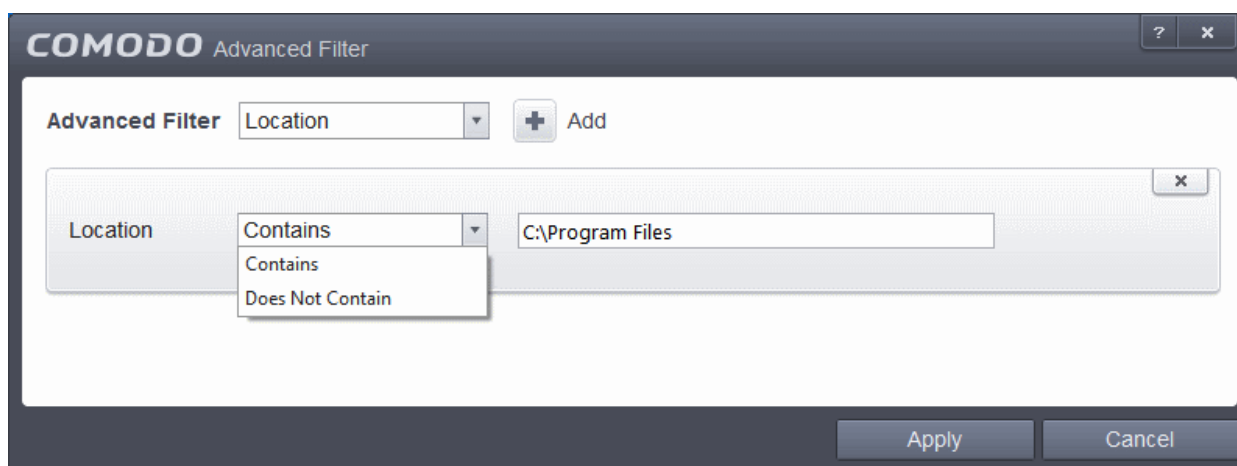 COMODO Advanced Filter ? x
Advanced Filter Location + Add
x
Location Contains C:\Program Files
Contains
Does Not Contain
Apply Cancel